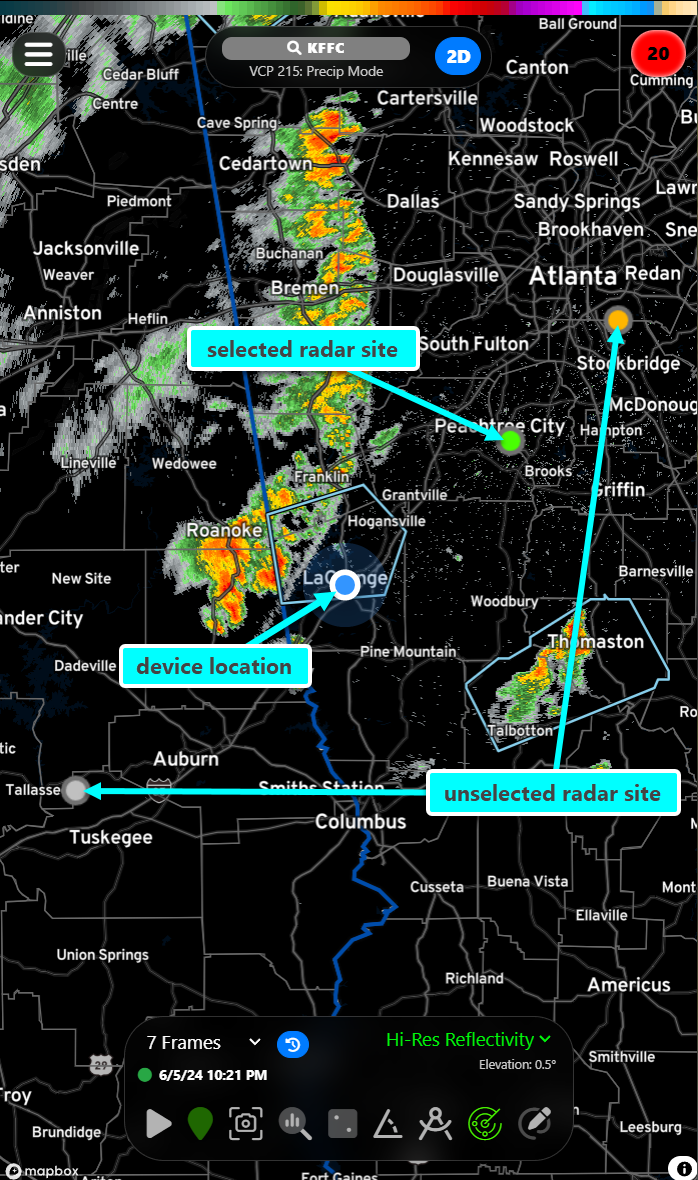 Ball Ground
KFFC
2D
20
VCP 215: Precip Mode
Canton
Cumming
Cedar Bluff
Centre
Cartersville
Cave Spring
Woodstock
Cedartown
Kennesaw
Roswell
sden
Lawr
Piedmont
Dallas
Sandy Springs
Brookhaven
Sne
Jacksonville
Buchanan
Weaver
Douglasville
Atlanta
Redan
Bremen
Anniston
Heflin
selected radar site
South Fulton
Stockbridge
McDonoug
Peachtree City
Hampton
Lineville
Wedowee
Brooks
Franklin
Griffin
Grantville
Roanoke
Hogansville
ter
New Site
LaGrange
Barnesville
Woodbury
ander City
Thomaston
Pine Mountain
device location
Dadeville
Ro
Talbotton
tic
Auburn
Tallasse
Smiths Station
unselected radar site
Columbus
Tuskegee
Cusseta
Buena Vista
Mont
Ellaville
Union Springs
Richland
Americus
7 Frames
Hi-Res Reflectivity
Elevation: 0.5°
Smithville
29
6/5/24 10:21 PM
Troy
Brundidge
Leesburg
mapbox
Fort Gaines